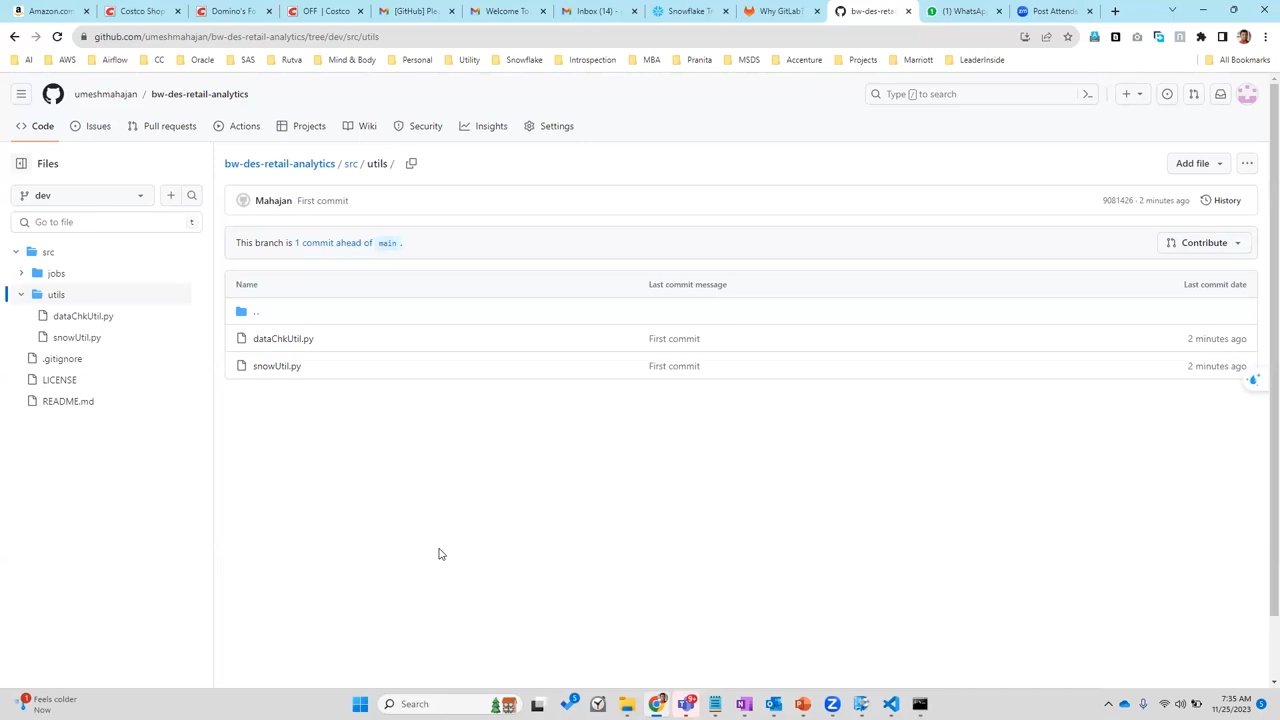 Amazon.com
Costco Shop
Domino's Fo
OFF | Costco
[GitHub] Ple
Welcome To
Inbox (14) -
Snowflake Tr
Why GitLab?
bw-des-reta
(1) WhatsApp
Post Attende
github.com/umeshmahajan/bw-des-retail-analytics/tree/dev/src/utils
AI
AWS
Airflow
CC
Oracle
SAS
Rutva
Mind & Body
Personal
Utility
Snowflake
Introspection
MBA
Pranita
MSDS
Projects
Accenture
Marriott
LeaderInside
All Bookmarks
umeshmahajan / bw-des-retail-analytics
Type / to search
Code
Issues
Pull requests
Actions
Projects
Wiki
Security
Insights
Settings
Files
bw-des-retail-analytics / src / utils /
Add file
dev
Mahajan First commit
9081426 · 2 minutes ago
History
Go to file
t
This branch is 1 commit ahead of main .
Contribute
src
jobs
utils
dataChkUtil.py
snowUtil.py
.gitignore
LICENSE
README.md
Name
Last commit message
Last commit date
..
dataChkUtil.py
First commit
2 minutes ago
snowUtil.py
First commit
2 minutes ago
1
Feels colder
Now
Search
5
9+
7:35 AM
11/25/2023
5